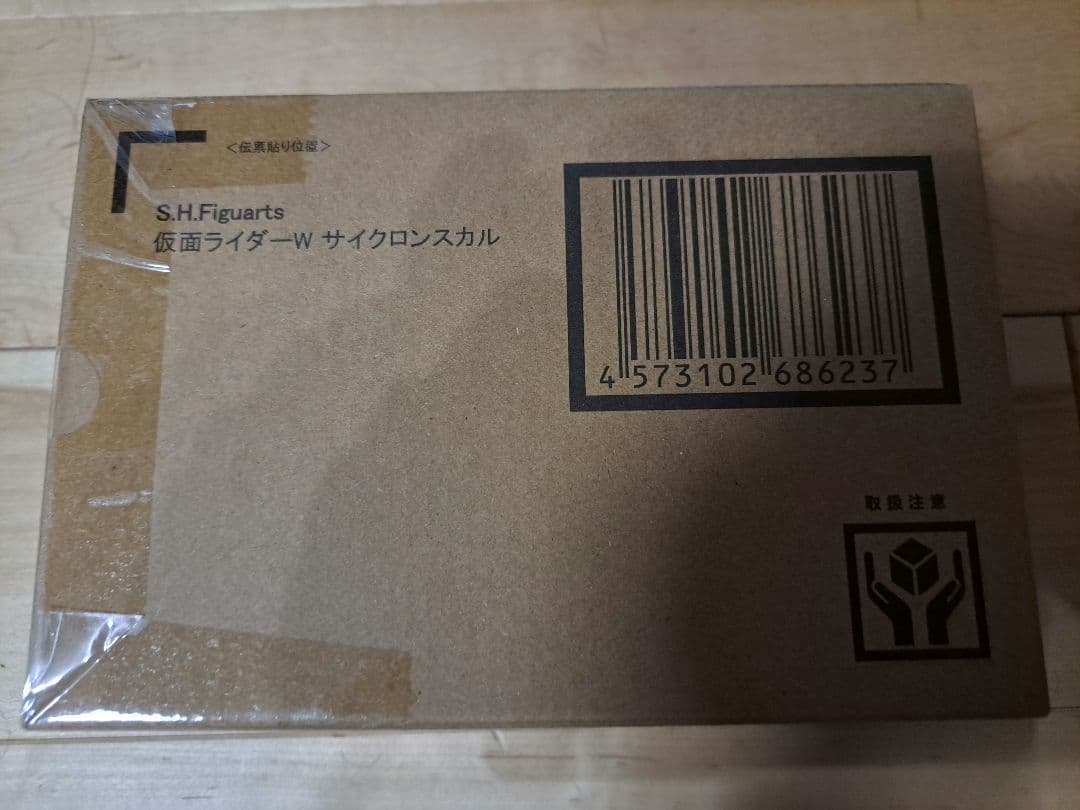 <伝票貼り位置>
S.H.Figuarts
仮面ライダーW サイクロンスカル
4 573102 686237
取扱注意